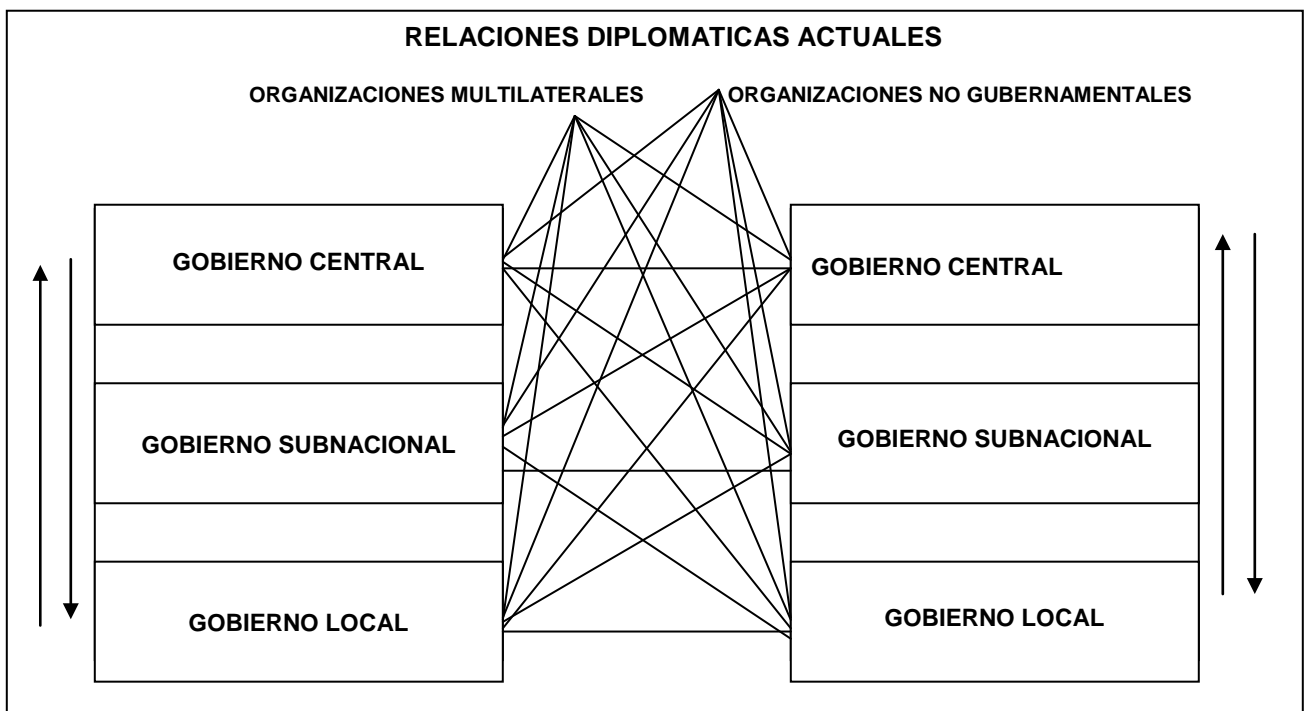 RELACIONES DIPLOMATICAS ACTUALES
ORGANIZACIONES MULTILATERALES
ORGANIZACIONES NO GUBERNAMENTALES
GOBIERNO CENTRAL
GOBIERNO CENTRAL
GOBIERNO SUBNACIONAL
GOBIERNO SUBNACIONAL
GOBIERNO LOCAL
GOBIERNO LOCAL